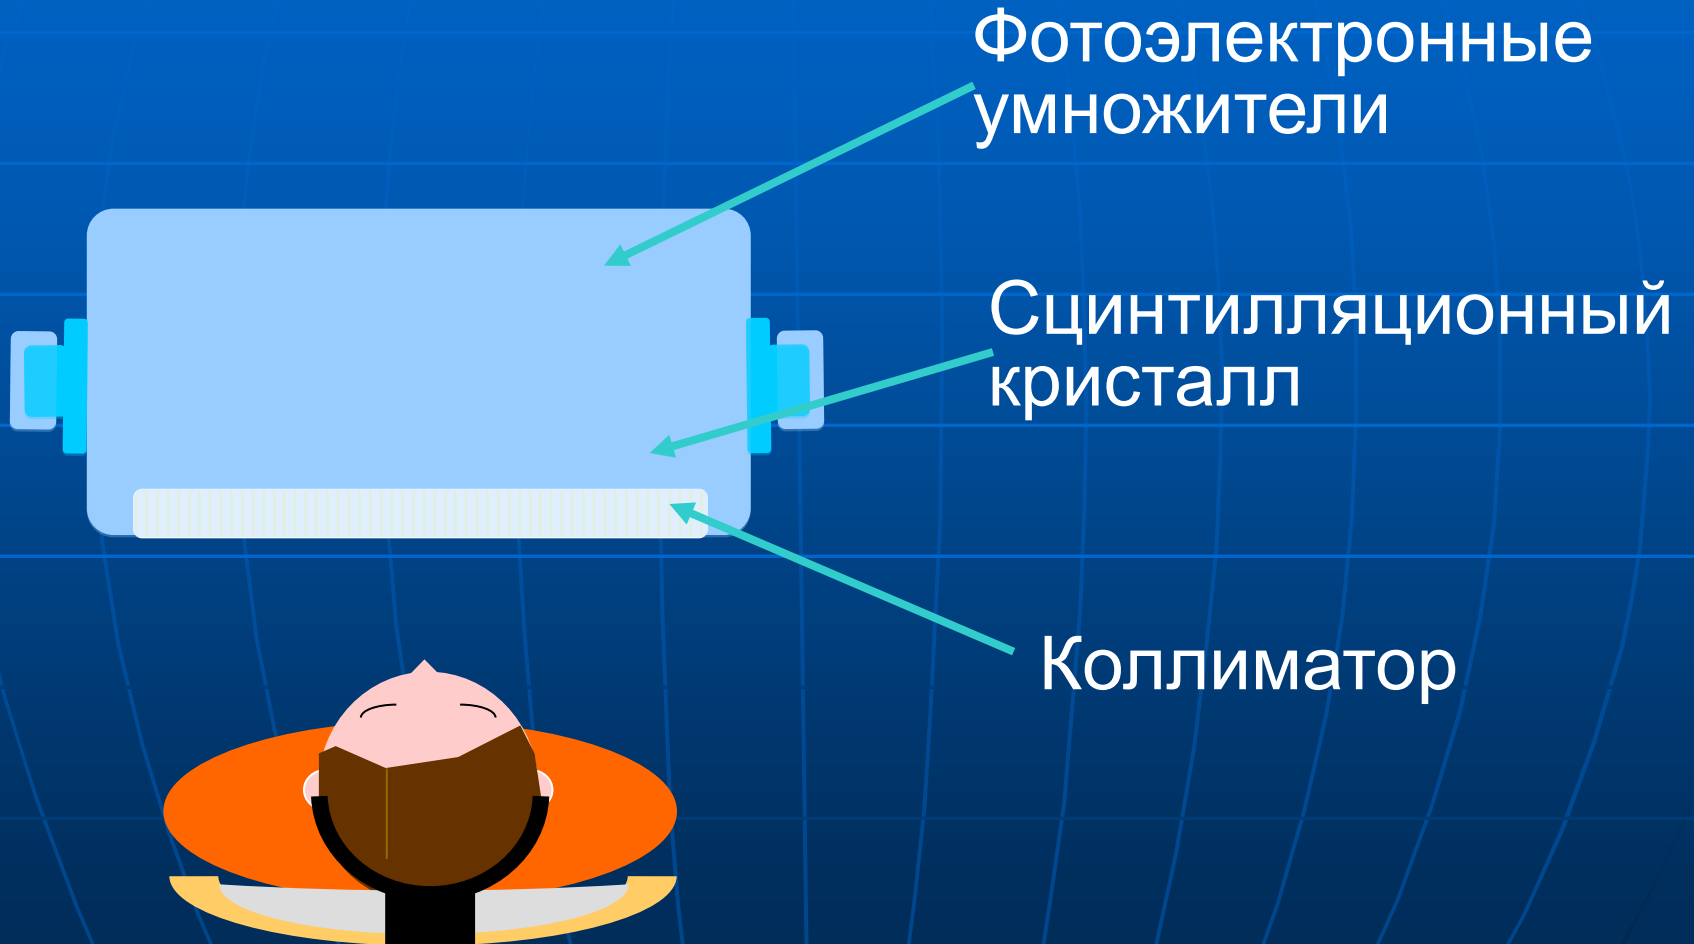 Фотоэлектронные
умножители
Сцинтилляционный
кристалл
Коллиматор